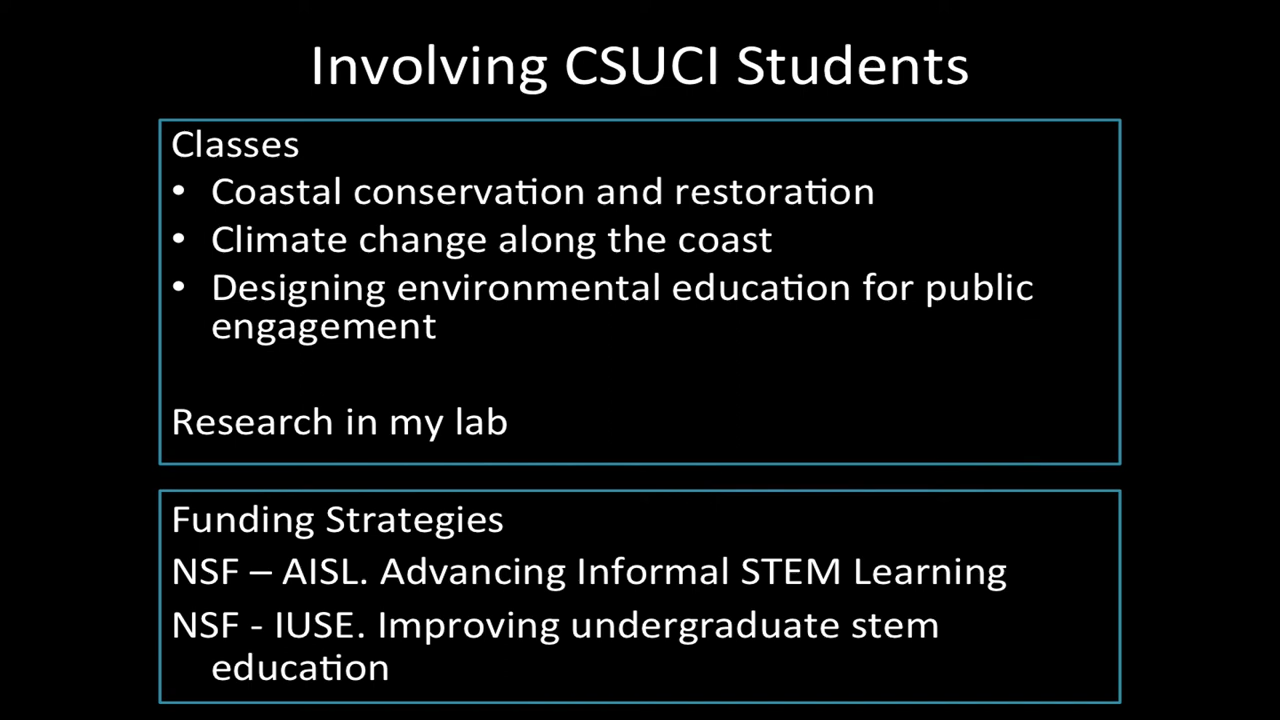 Involving CSUCI Students
Classes
• Coastal conservation and restoration
• Climate change along the coast
• Designing environmental education for public
engagement
Research in my lab
Funding Strategies
NSF – AISL. Advancing Informal STEM Learning
NSF - IUSE. Improving undergraduate stem
education